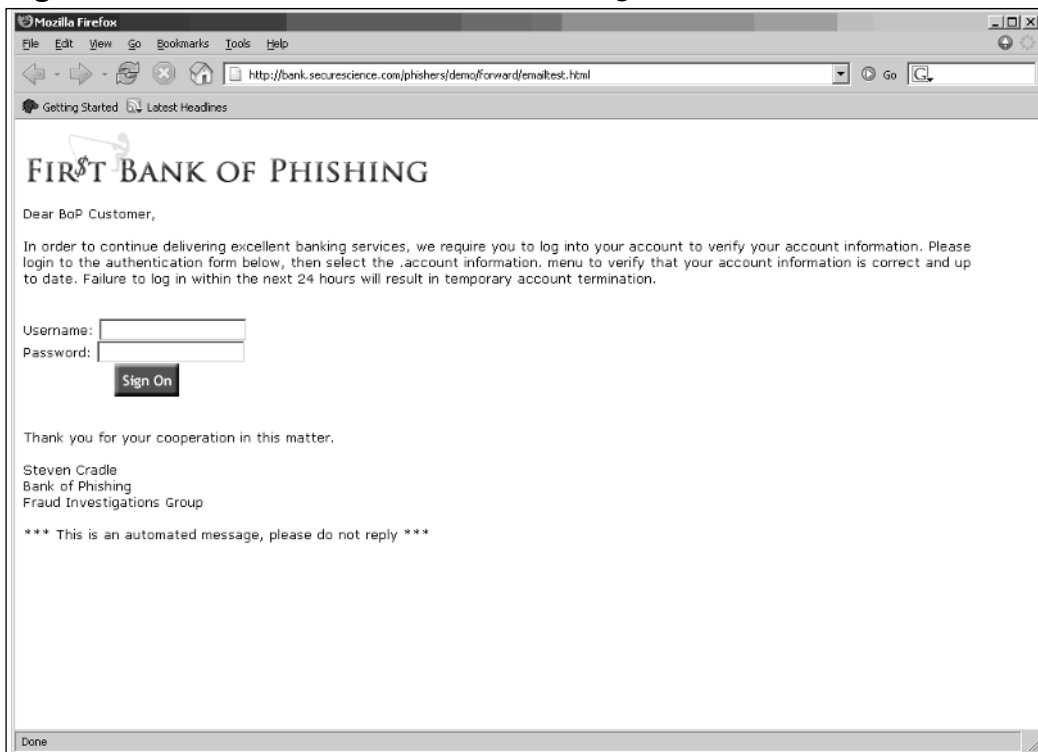 Mozilla Firefox
File Edit View Go Bookmarks Tools Help
http://bank.securescience.com/phishers/demo/forward/emailtest.html Go G
Getting Started Latest Headlines
FIR$T BANK OF PHISHING
Dear BoP Customer,
In order to continue delivering excellent banking services, we require you to log into your account to verify your account information. Please
login to the authentication form below, then select the .account information. menu to verify that your account information is correct and up
to date. Failure to log in within the next 24 hours will result in temporary account termination.
Username:
Password:
Sign On
Thank you for your cooperation in this matter.
Steven Cradle
Bank of Phishing
Fraud Investigations Group
*** This is an automated message, please do not reply ***
Done